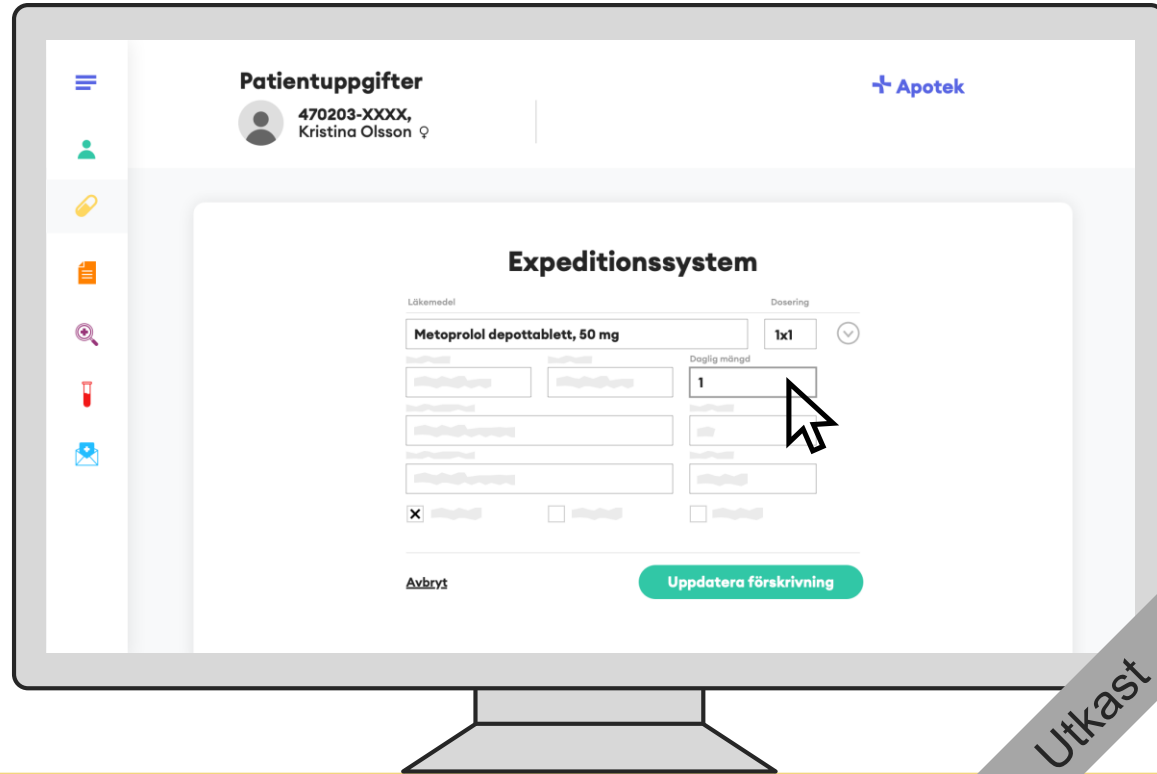 Patientuppgifter
470203-XXXX,
Kristina Olsson ♀
Apotek
Expeditionssystem
Läkemedel Dosering
Metoprolol depottablett, 50 mg 1x1
Daglig mängd
1
Avbryt Uppdatera förskrivning
Utkast